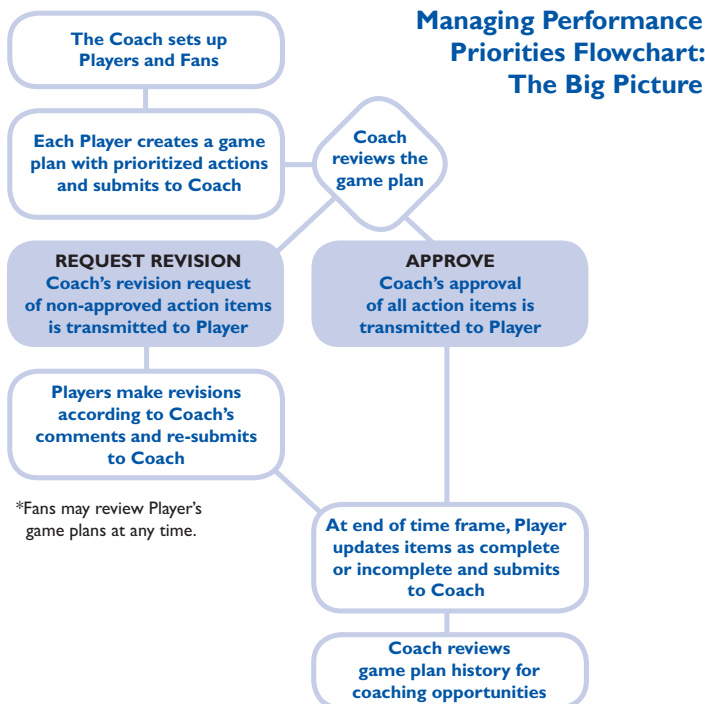 Managing Performance
Priorities Flowchart:
The Big Picture
The Coach sets up
Players and Fans
Each Player creates a game
plan with prioritized actions
and submits to Coach
Coach
reviews the
game plan
REQUEST REVISION
Coach's revision request
of non-approved action items
is transmitted to Player
APPROVE
Coach's approval
of all action items is
transmitted to Player
Players make revisions
according to Coach's
comments and re-submits
to Coach
*Fans may review Player's
game plans at any time.
At end of time frame, Player
updates items as complete
or incomplete and submits
to Coach
Coach reviews
game plan history for
coaching opportunities